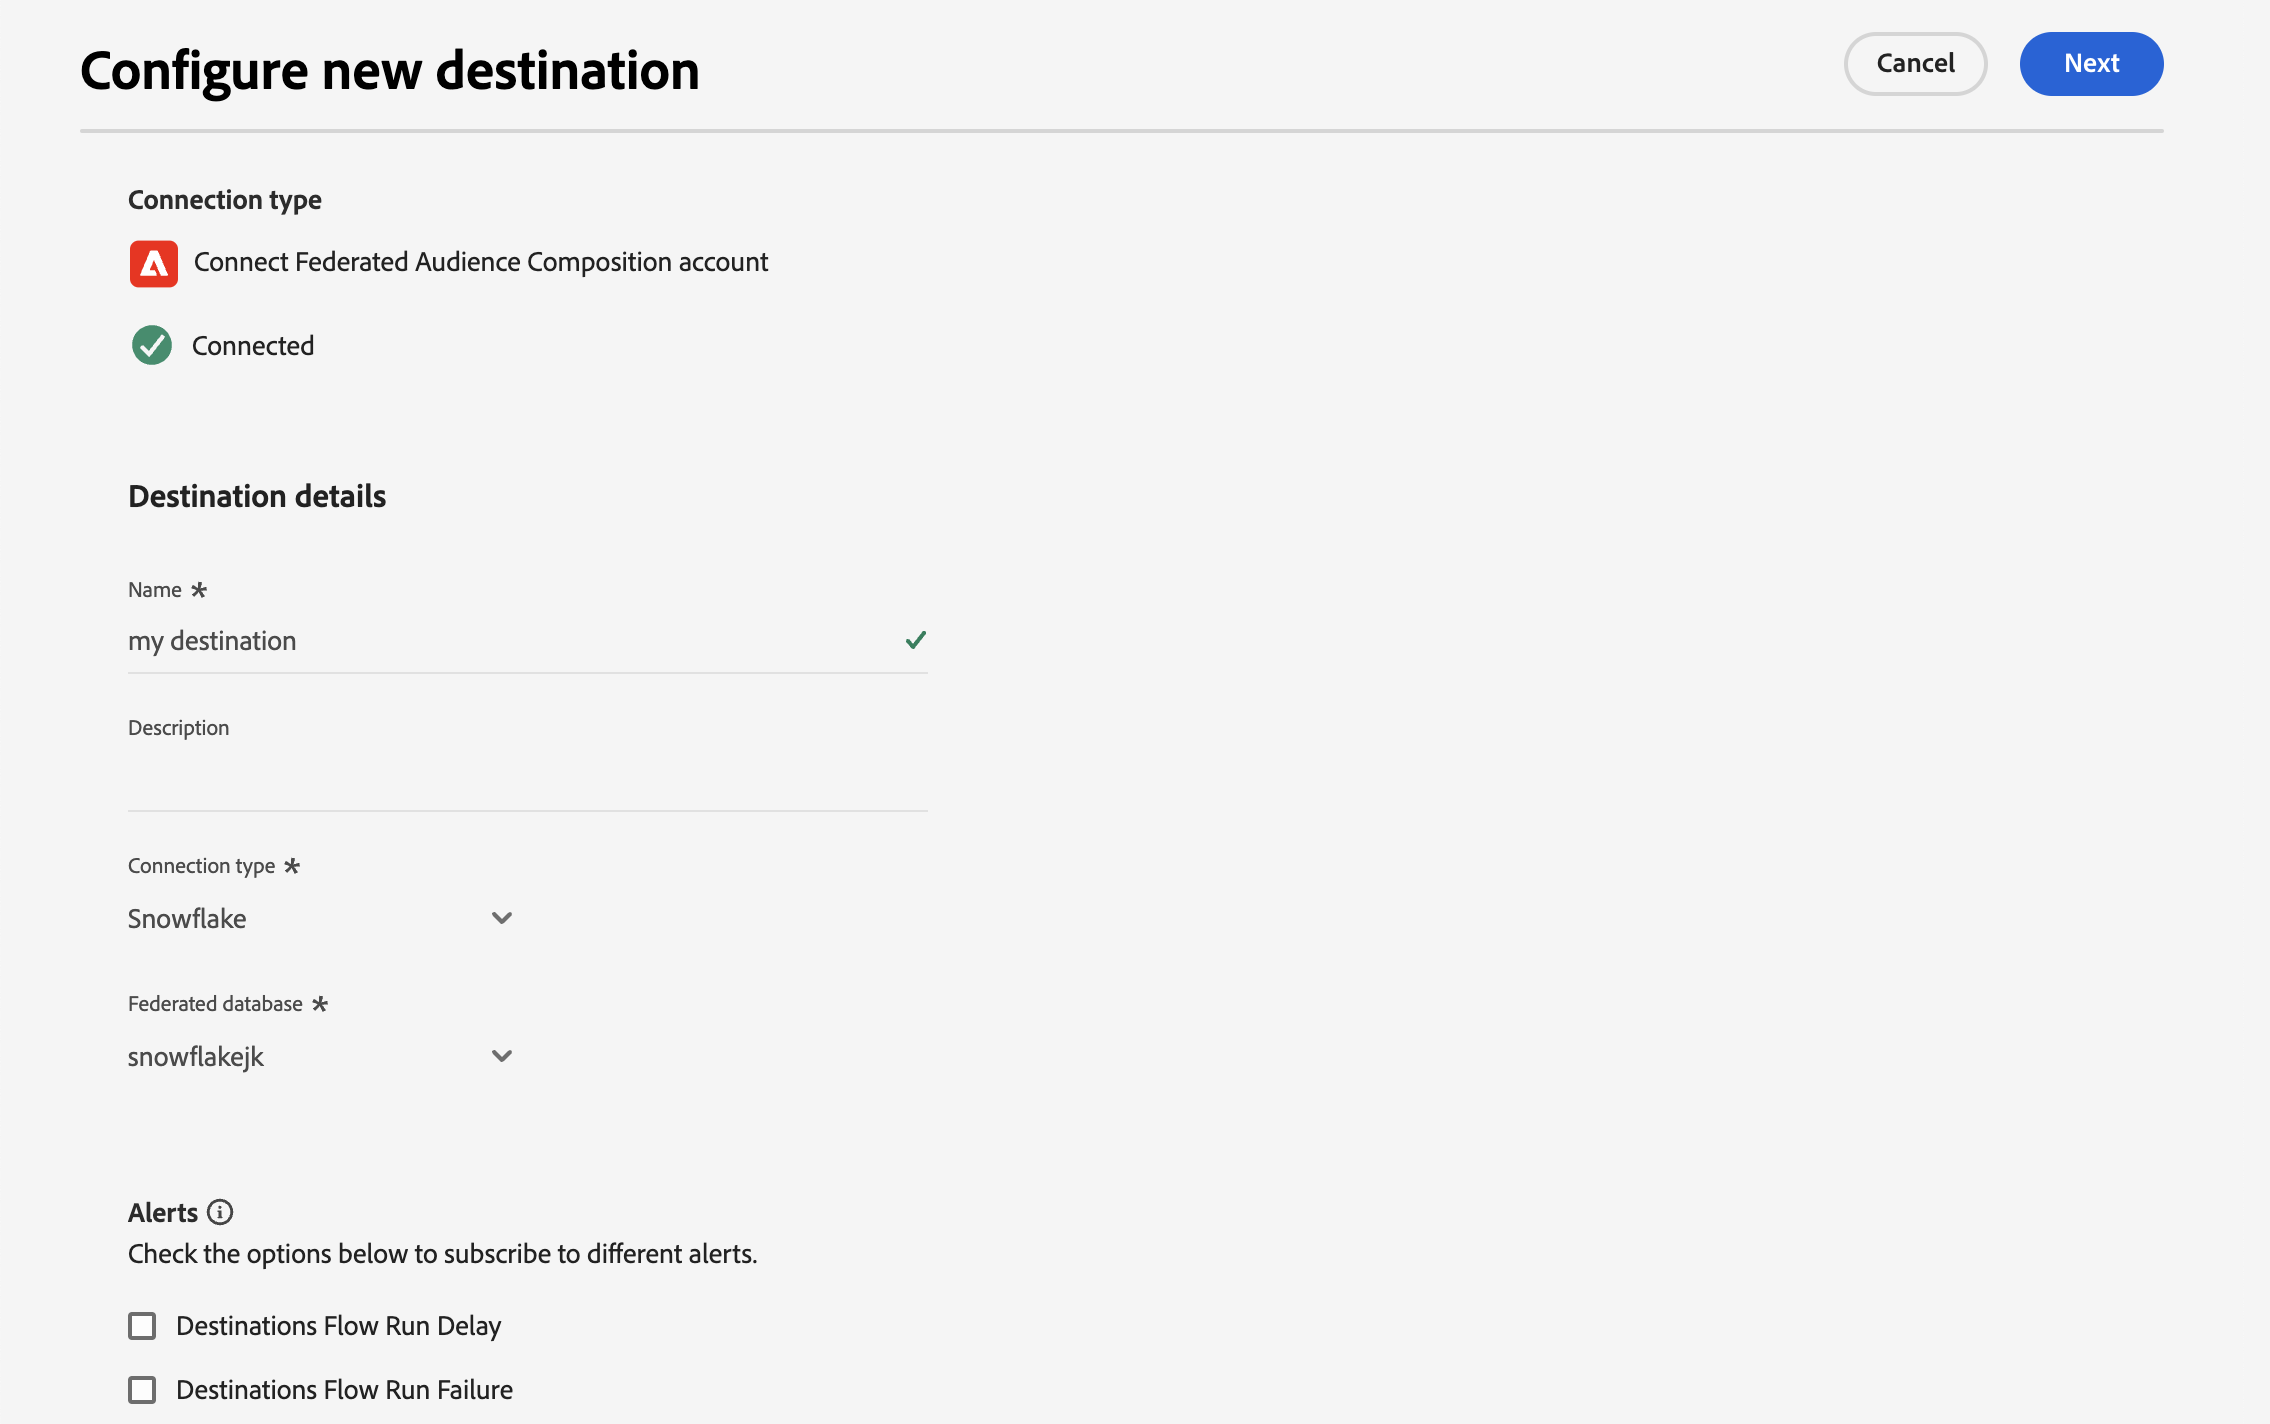 Configure new destination
Cancel
Next
Connection type
Connect Federated Audience Composition account
Connected
Destination details
Name *
my destination
Description
Connection type *
Snowflake
Federated database *
snowflakejk
Alerts
Check the options below to subscribe to different alerts.
Destinations Flow Run Delay
Destinations Flow Run Failure